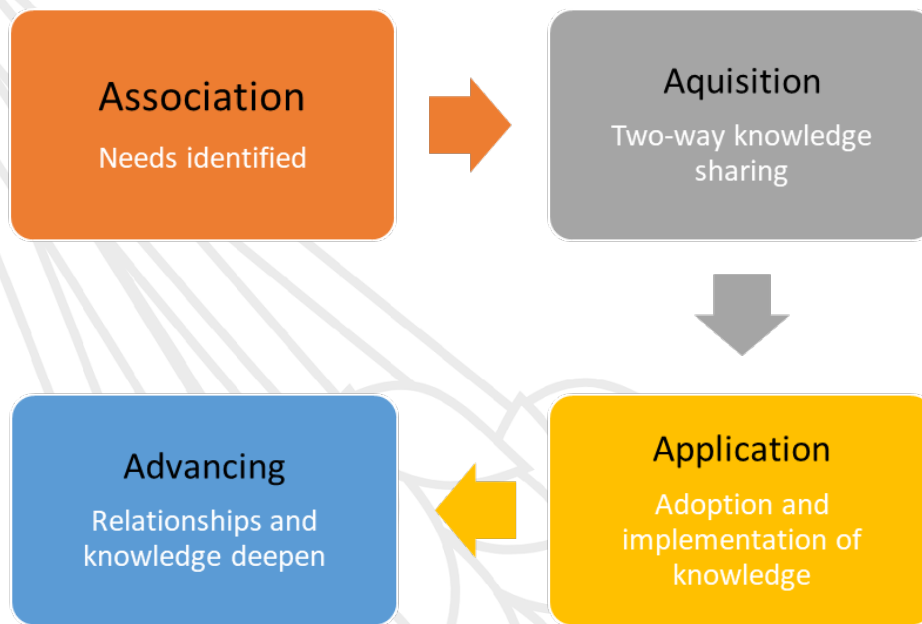 Association
Needs identified
Aquisition
Two-way knowledge
sharing
Application
Adoption and
implementation of
knowledge
Advancing
Relationships and
knowledge deepen